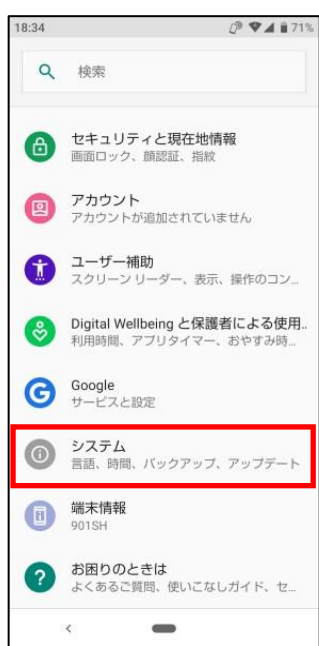 18:34
71%
検索
セキュリティと現在地情報
画面ロック、顔認証、指紋
アカウント
アカウントが追加されていません
ユーザー補助
スクリーン リーダー、表示、操作のコン...
Digital Wellbeing と保護者による使用..
利用時間、アプリタイマー、おやすみ時...
Google
サービスと設定
システム
言語、時間、バックアップ、アップデート
端末情報
901SH
お困りのときは
よくあるご質問、使いこなしガイド、セ...